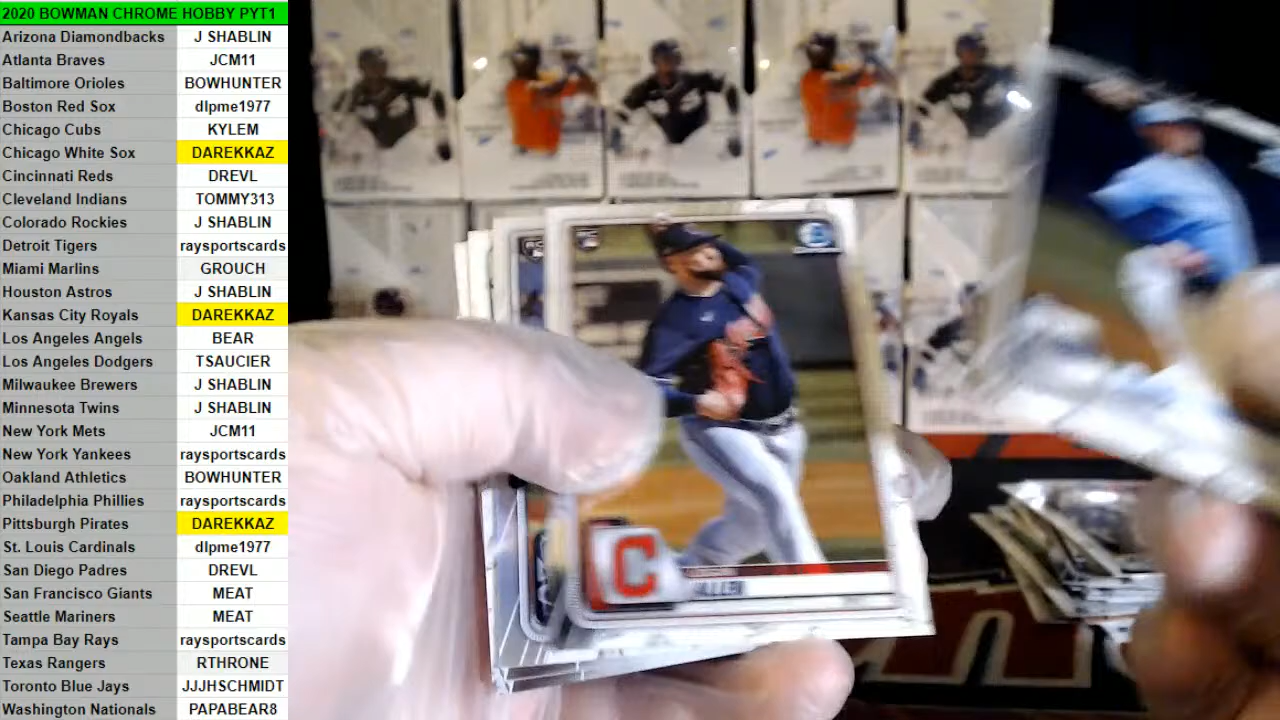 2020 BOWMAN CHROME HOBBY PYT1
Arizona Diamondbacks J SHABLIN
Atlanta Braves JCM11
Baltimore Orioles BOWHUNTER
Boston Red Sox dlpme1977
Chicago Cubs KYLEM
Chicago White Sox DAREKKAZ
Cincinnati Reds DREVL
Cleveland Indians TOMMY313
Colorado Rockies J SHABLIN
Detroit Tigers raysportscards
Miami Marlins GROUCH
Houston Astros J SHABLIN
Kansas City Royals DAREKKAZ
Los Angeles Angels BEAR
Los Angeles Dodgers TSAUCIER
Milwaukee Brewers J SHABLIN
Minnesota Twins J SHABLIN
New York Mets JCM11
New York Yankees raysportscards
Oakland Athletics BOWHUNTER
Philadelphia Phillies raysportscards
Pittsburgh Pirates DAREKKAZ
St. Louis Cardinals dlpme1977
San Diego Padres DREVL
San Francisco Giants MEAT
Seattle Mariners MEAT
Tampa Bay Rays raysportscards
Texas Rangers RTHRONE
Toronto Blue Jays JJJHSCHMIDT
Washington Nationals PAPABEAR8
RC
RC
C
ALLEN